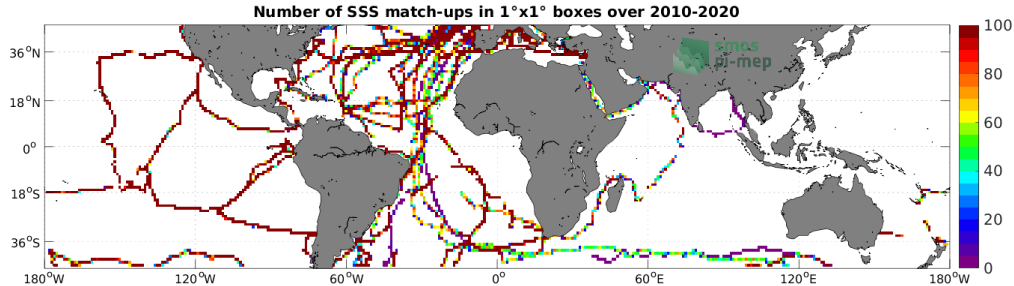 Number of SSS match-ups in 1°x1° boxes over 2010-2020
smos
pi-mep
36°N
18°N
0°
18°S
36°S
180°W
120°W
60°W
0°
60°E
120°E
180°W
100
80
60
40
20
0